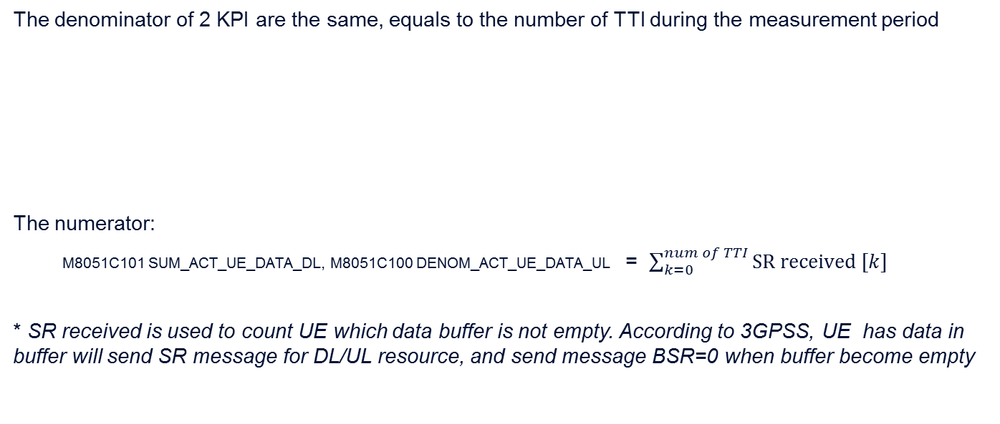 The denominator of 2 KPI are the same, equals to the number of TTI during the measurement period
The numerator:
M8051C101 SUM_ACT_UE_DATA_DL, M8051C100 DENOM_ACT_UE_DATA_UL = ∑_{k=0}^{num of TTI} SR received [k]
* SR received is used to count UE which data buffer is not empty. According to 3GPSS, UE has data in
buffer will send SR message for DL/UL resource, and send message BSR=0 when buffer become empty